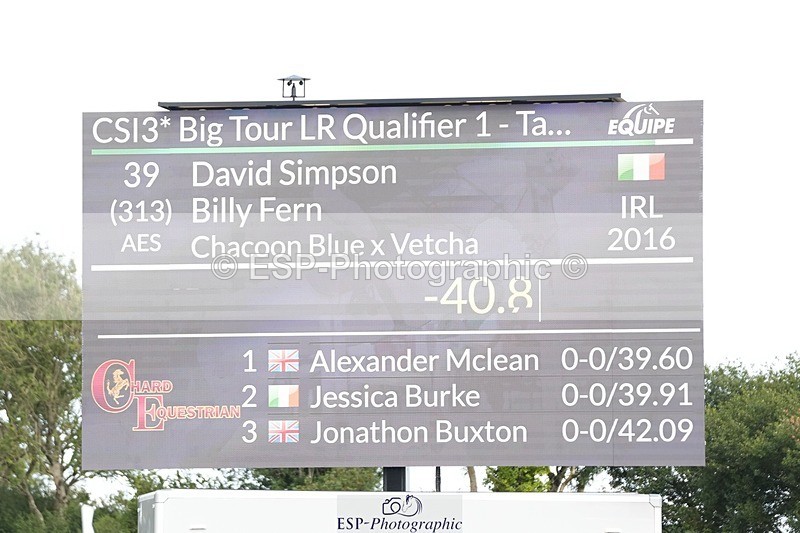 CSI3* Big Tour LR Qualifier 1 - Ta...
EQUIPE
39 David Simpson
(313) Billy Fern IRL
AES Chacoon Blue x Vetcha 2016
© ESP-Photographic ©
-40.8
1 Alexander Mclean 0-0/39.60
2 Jessica Burke 0-0/39.91
3 Jonathon Buxton 0-0/42.09
CHARD
EQUESTRIAN
ESP-Photographic